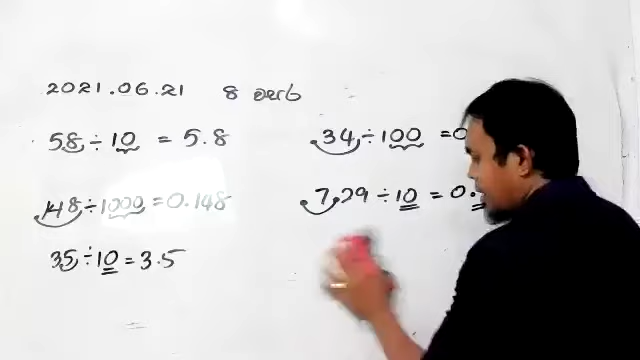 2021.06.21 8
58 ÷ 10 = 5.8
148 ÷ 1000 = 0.148
35 ÷ 10 = 3.5
.34 ÷ 100 = 0
.7.29 ÷ 10 = 0.